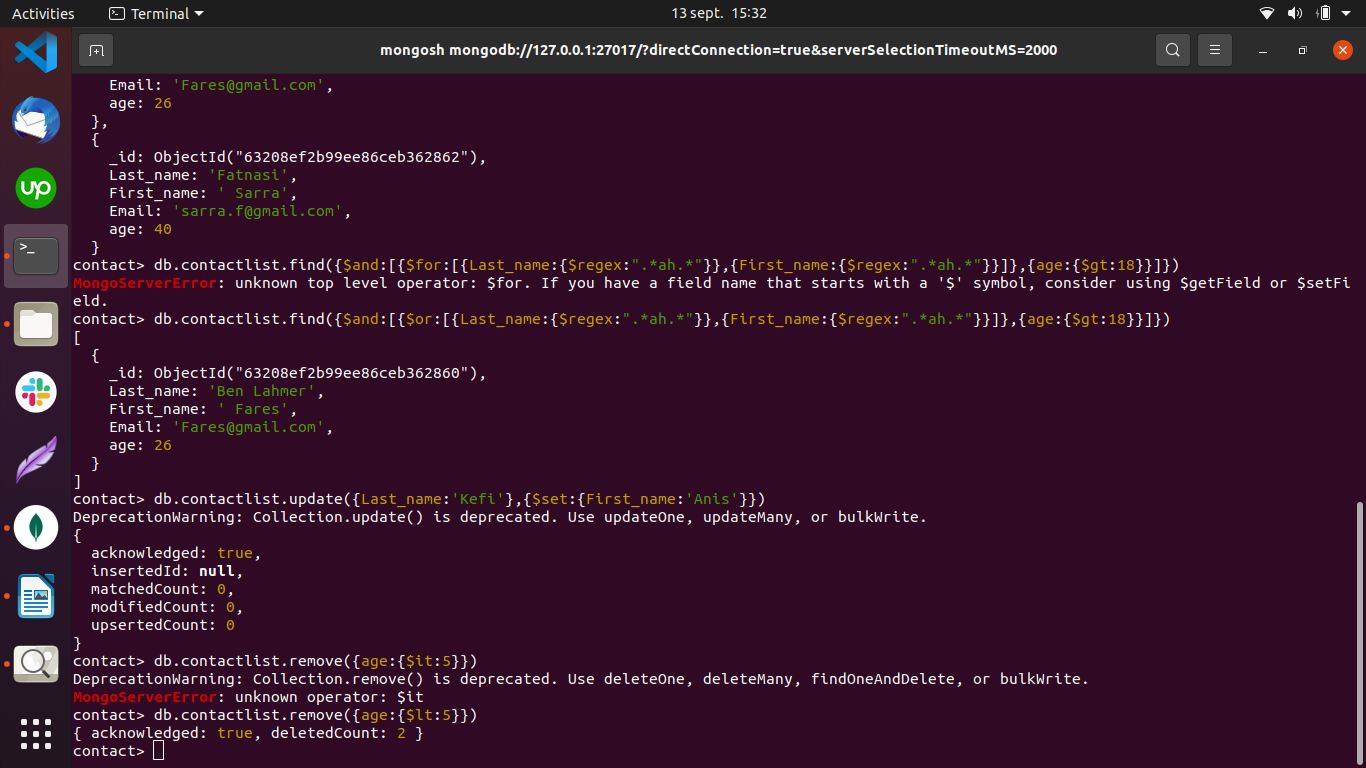 Activities
Terminal
13 sept. 15:32
mongosh mongodb://127.0.0.1:27017/?directConnection=true&serverSelectionTimeoutMS=2000
Email: 'Fares@gmail.com',
age: 26
},
{
_id: ObjectId("63208ef2b99ee86ceb362862"),
Last_name: 'Fatnasi',
First_name: ' Sarra',
Email: 'sarra.f@gmail.com',
age: 40
}
contact> db.contactlist.find({$and:[{$for:[{Last_name:{$regex:".*ah.*"}},{First_name:{$regex:".*ah.*"}}]},{age:{$gt:18}}]})
MongoServerError: unknown top level operator: $for. If you have a field name that starts with a '$' symbol, consider using $getField or $setFi
eld.
contact> db.contactlist.find({$and:[{$or:[{Last_name:{$regex:".*ah.*"}},{First_name:{$regex:".*ah.*"}}]},{age:{$gt:18}}]})
[
{
_id: ObjectId("63208ef2b99ee86ceb362860"),
Last_name: 'Ben Lahmer',
First_name: ' Fares',
Email: 'Fares@gmail.com',
age: 26
}
]
contact> db.contactlist.update({Last_name:'Kefi'},{$set:{First_name:'Anis'}})
DeprecationWarning: Collection.update() is deprecated. Use updateOne, updateMany, or bulkWrite.
{
acknowledged: true,
insertedId: null,
matchedCount: 0,
modifiedCount: 0,
upsertedCount: 0
}
contact> db.contactlist.remove({age:{$it:5}})
DeprecationWarning: Collection.remove() is deprecated. Use deleteOne, deleteMany, findOneAndDelete, or bulkWrite.
MongoServerError: unknown operator: $it
contact> db.contactlist.remove({age:{$lt:5}})
{ acknowledged: true, deletedCount: 2 }
contact>
up
>_